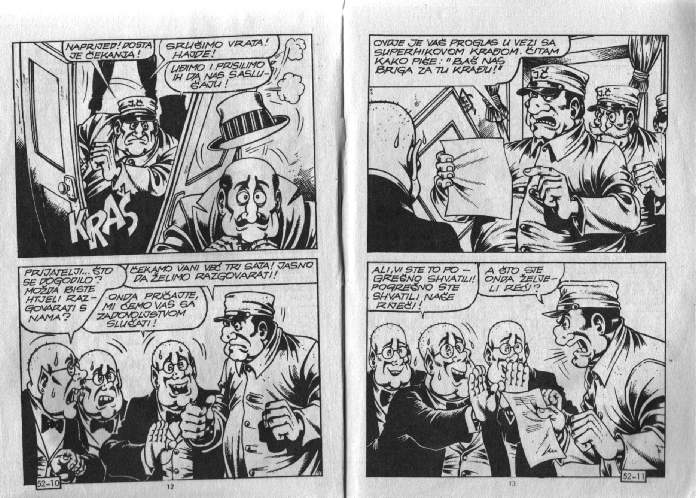 NAPRIJED! DOSTA
JE ČEKANJA!
SRUŠIMO VRATA!
HAJDE!
UĐIMO I PRISILIMO
IH DA NAS SASLU-
ŠAJU!
J.Č
KRAŠ
PRIJATELJI... ŠTO
SE DOGODILO?
MOŽDA BISTE
HTJELI RAZ-
GOVARATI S
NAMA?
ČEKAMO VANI VEĆ TRI SATA! JASNO
DA ŽELIMO RAZGOVARATI!
ONDA PRIČAJTE,
MI ĆEMO VAS SA
ZADOVOLJSTVOM
SLUŠATI!
52-10
12
OVDJE JE VAŠ PROGLAS U VEZI SA
SUPERHIKOVOM KRAĐOM. ČITAM
KAKO PIŠE: "BAŠ NAS
BRIGA ZA TU KRAĐU!"
J.Č
ALI, VI STE TO PO-
GREŠNO SHVATILI!
POGREŠNO STE
SHVATILI NAŠE
RIJEČI!
A ŠTO STE
ONDA ŽELJE-
LI REĆI?
13
52-11